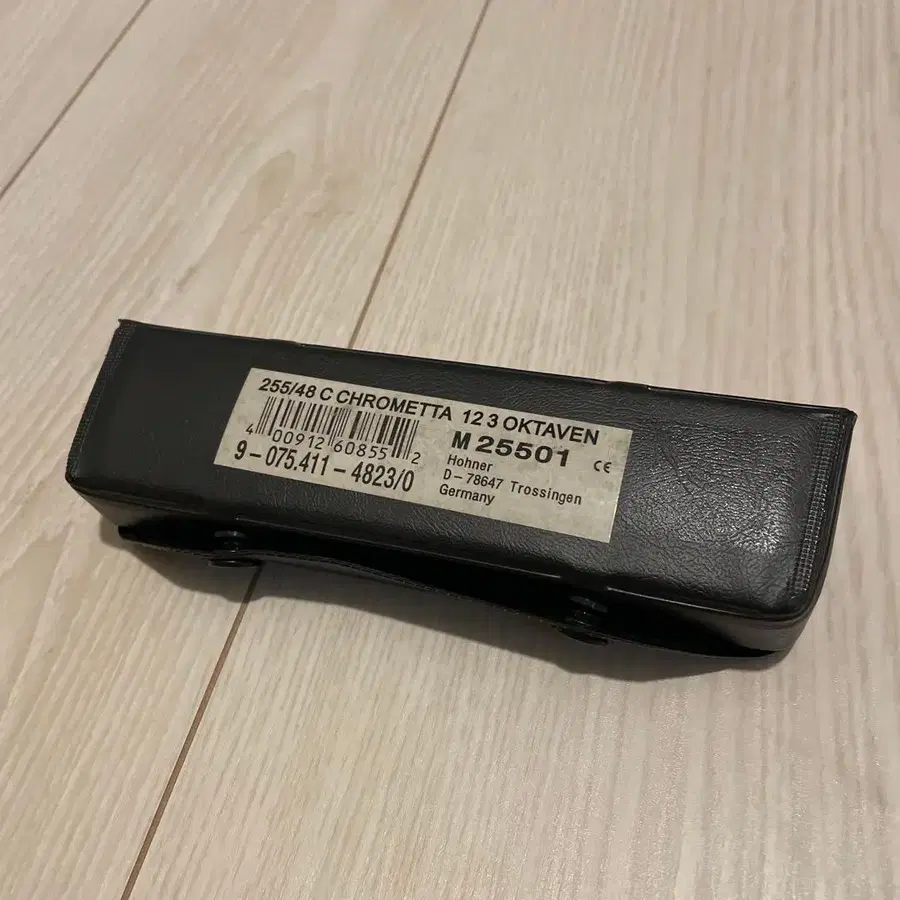 255/48 C CHROMETTA 12 3 OKTAVEN
4 00912 60855 2
M 25501 CE
9-075.411-4823/0
Hohner
D-78647 Trossingen
Germany